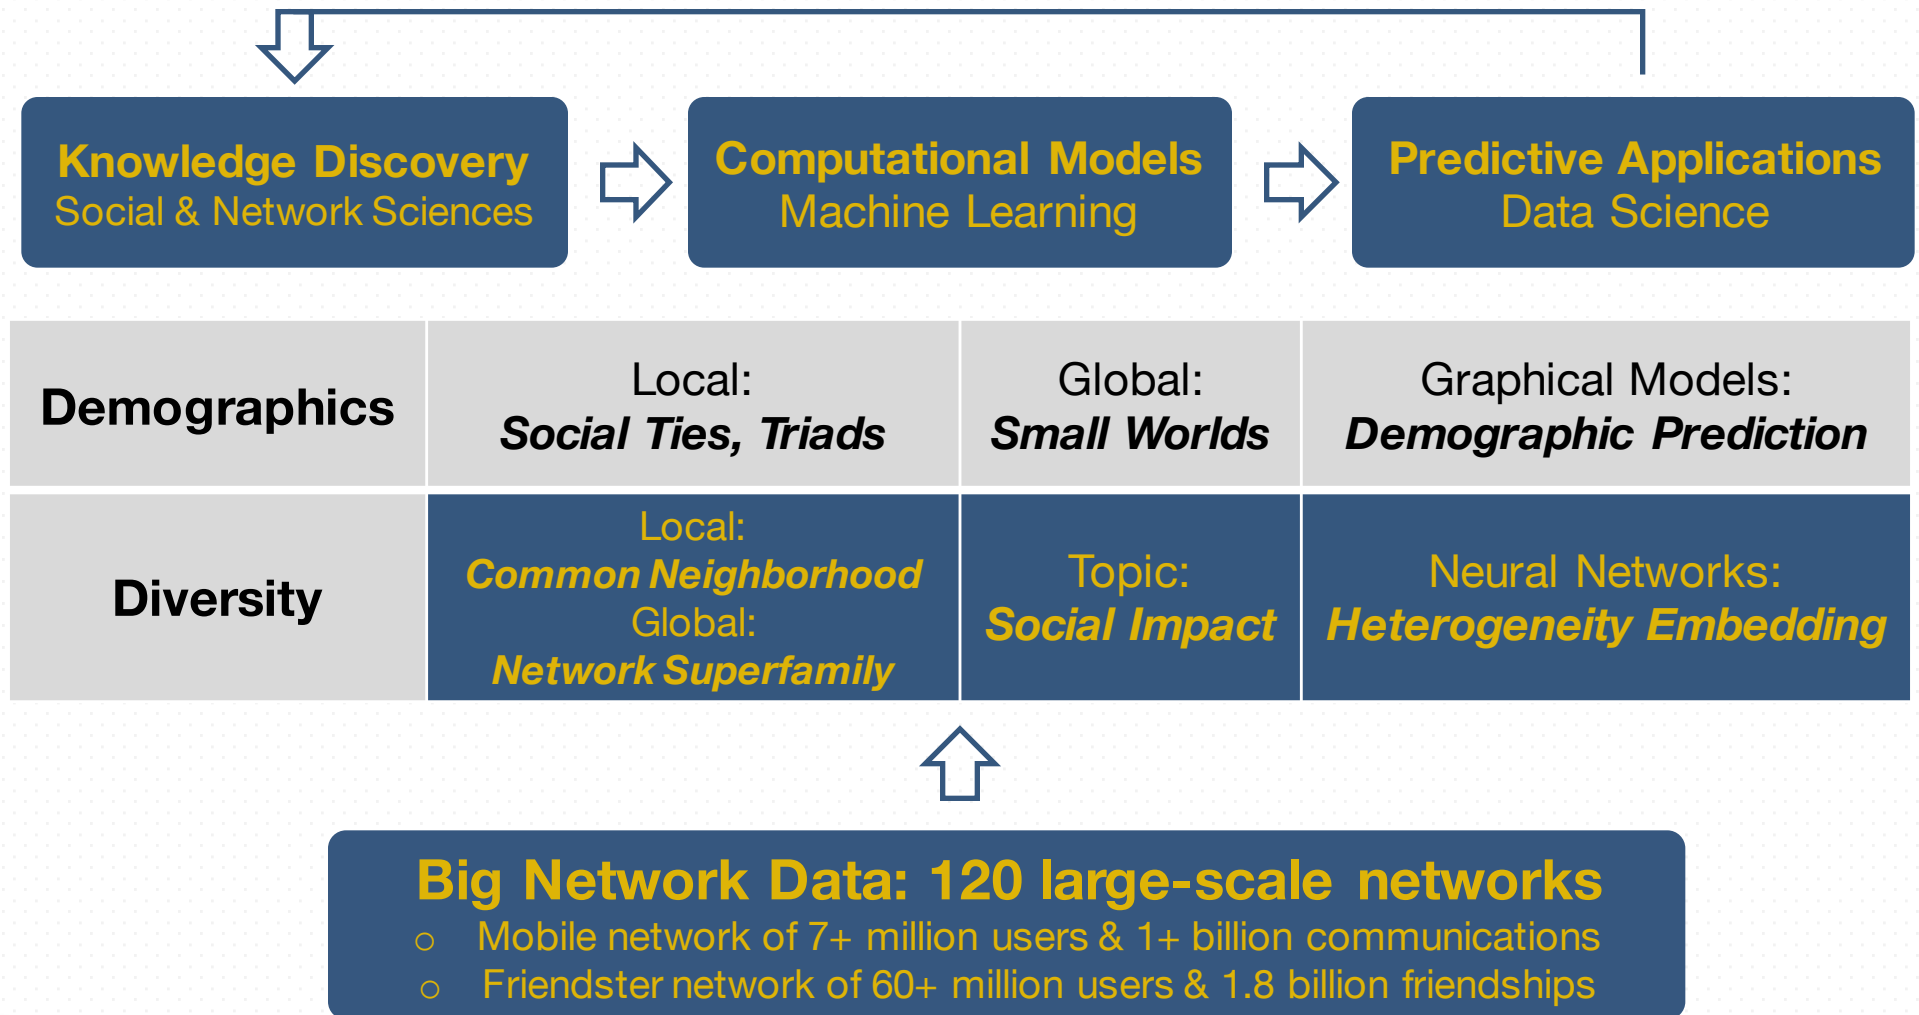 Knowledge Discovery
Social & Network Sciences
Computational Models
Machine Learning
Predictive Applications
Data Science
Demographics
Local:
Social Ties, Triads
Global:
Small Worlds
Graphical Models:
Demographic Prediction
Diversity
Local:
Common Neighborhood
Global:
Network Superfamily
Topic:
Social Impact
Neural Networks:
Heterogeneity Embedding
Big Network Data: 120 large-scale networks
○ Mobile network of 7+ million users & 1+ billion communications
○ Friendster network of 60+ million users & 1.8 billion friendships